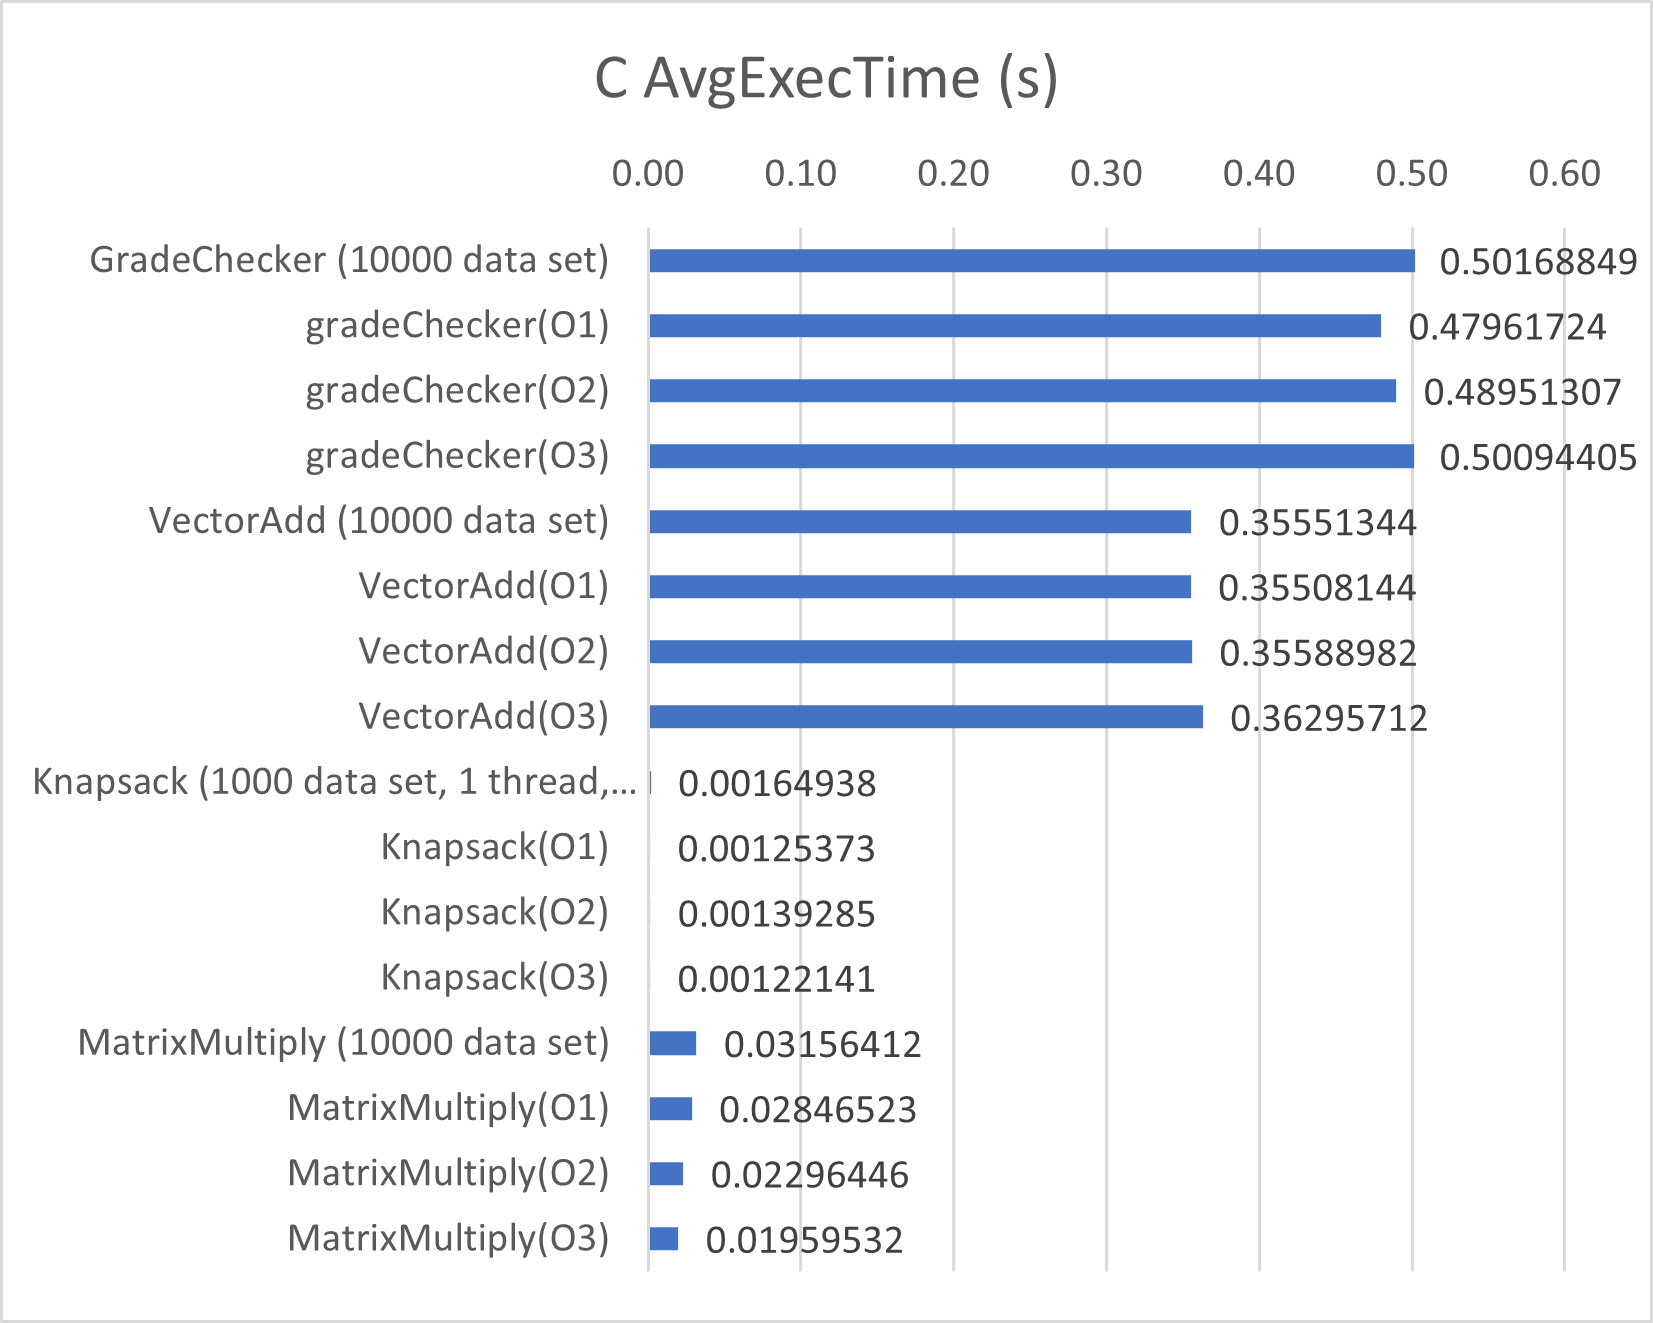 C AvgExecTime (s)
0.00 0.10 0.20 0.30 0.40 0.50 0.60
GradeChecker (10000 data set) 0.50168849
gradeChecker(O1) 0.47961724
gradeChecker(O2) 0.48951307
gradeChecker(O3) 0.50094405
VectorAdd (10000 data set) 0.35551344
VectorAdd(O1) 0.35508144
VectorAdd(O2) 0.35588982
VectorAdd(O3) 0.36295712
Knapsack (1000 data set, 1 thread,... 0.00164938
Knapsack(O1) 0.00125373
Knapsack(O2) 0.00139285
Knapsack(O3) 0.00122141
MatrixMultiply (10000 data set) 0.03156412
MatrixMultiply(O1) 0.02846523
MatrixMultiply(O2) 0.02296446
MatrixMultiply(O3) 0.01959532